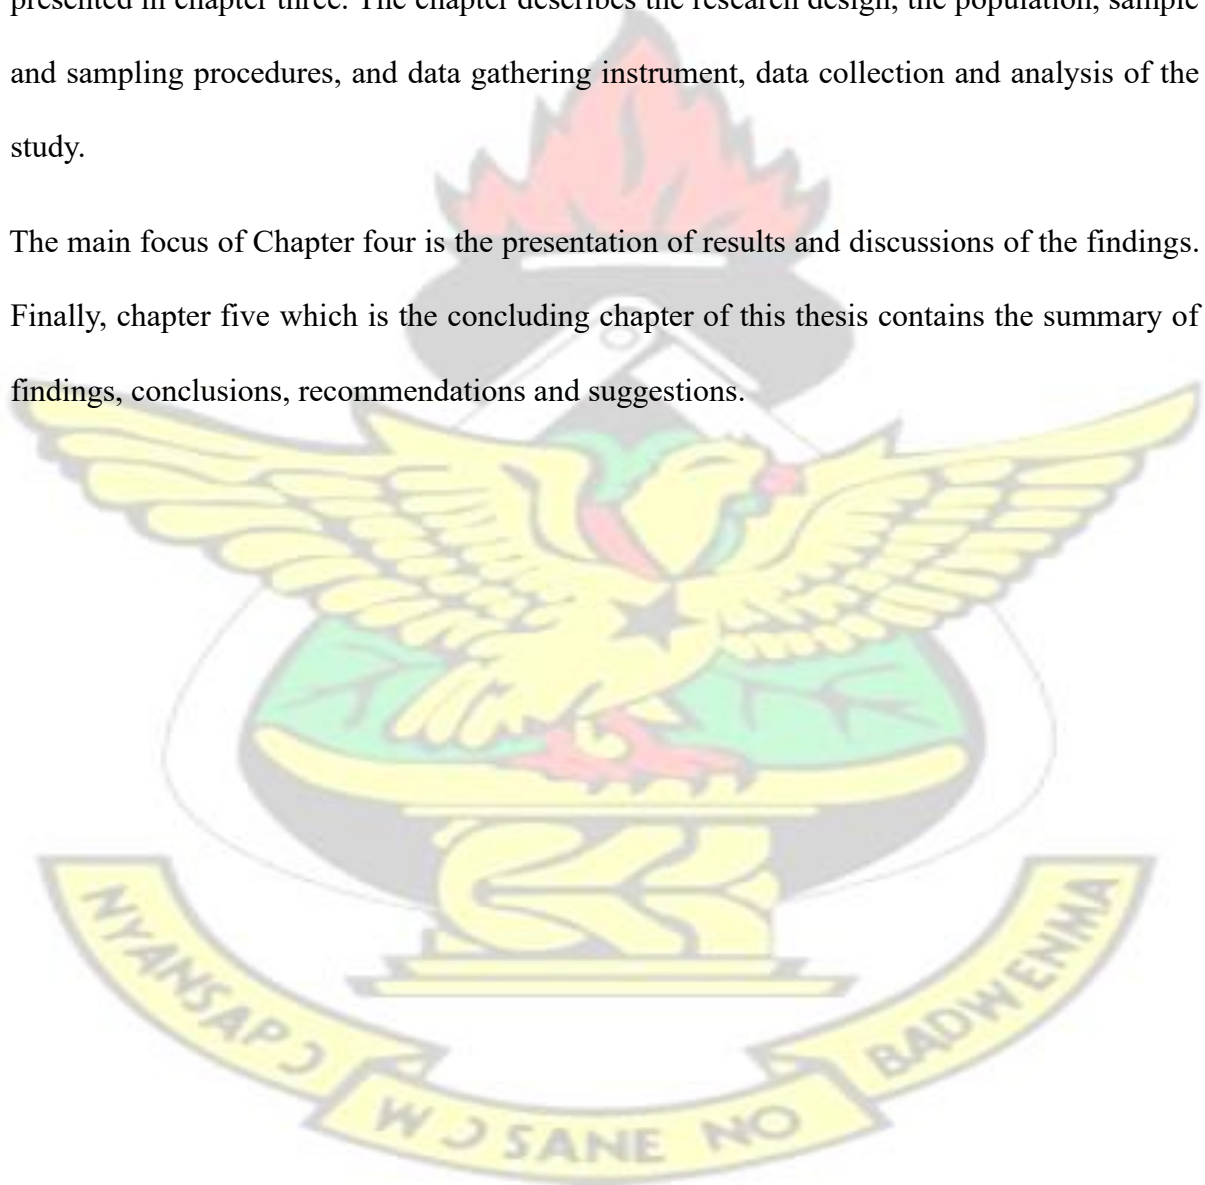 presented in chapter three. The chapter describes the research design, the population, sample
and sampling procedures, and data gathering instrument, data collection and analysis of the
study.
The main focus of Chapter four is the presentation of results and discussions of the findings.
Finally, chapter five which is the concluding chapter of this thesis contains the summary of
findings, conclusions, recommendations and suggestions.
NYANSAPƆ
WƆSANE NO
BADWENMA